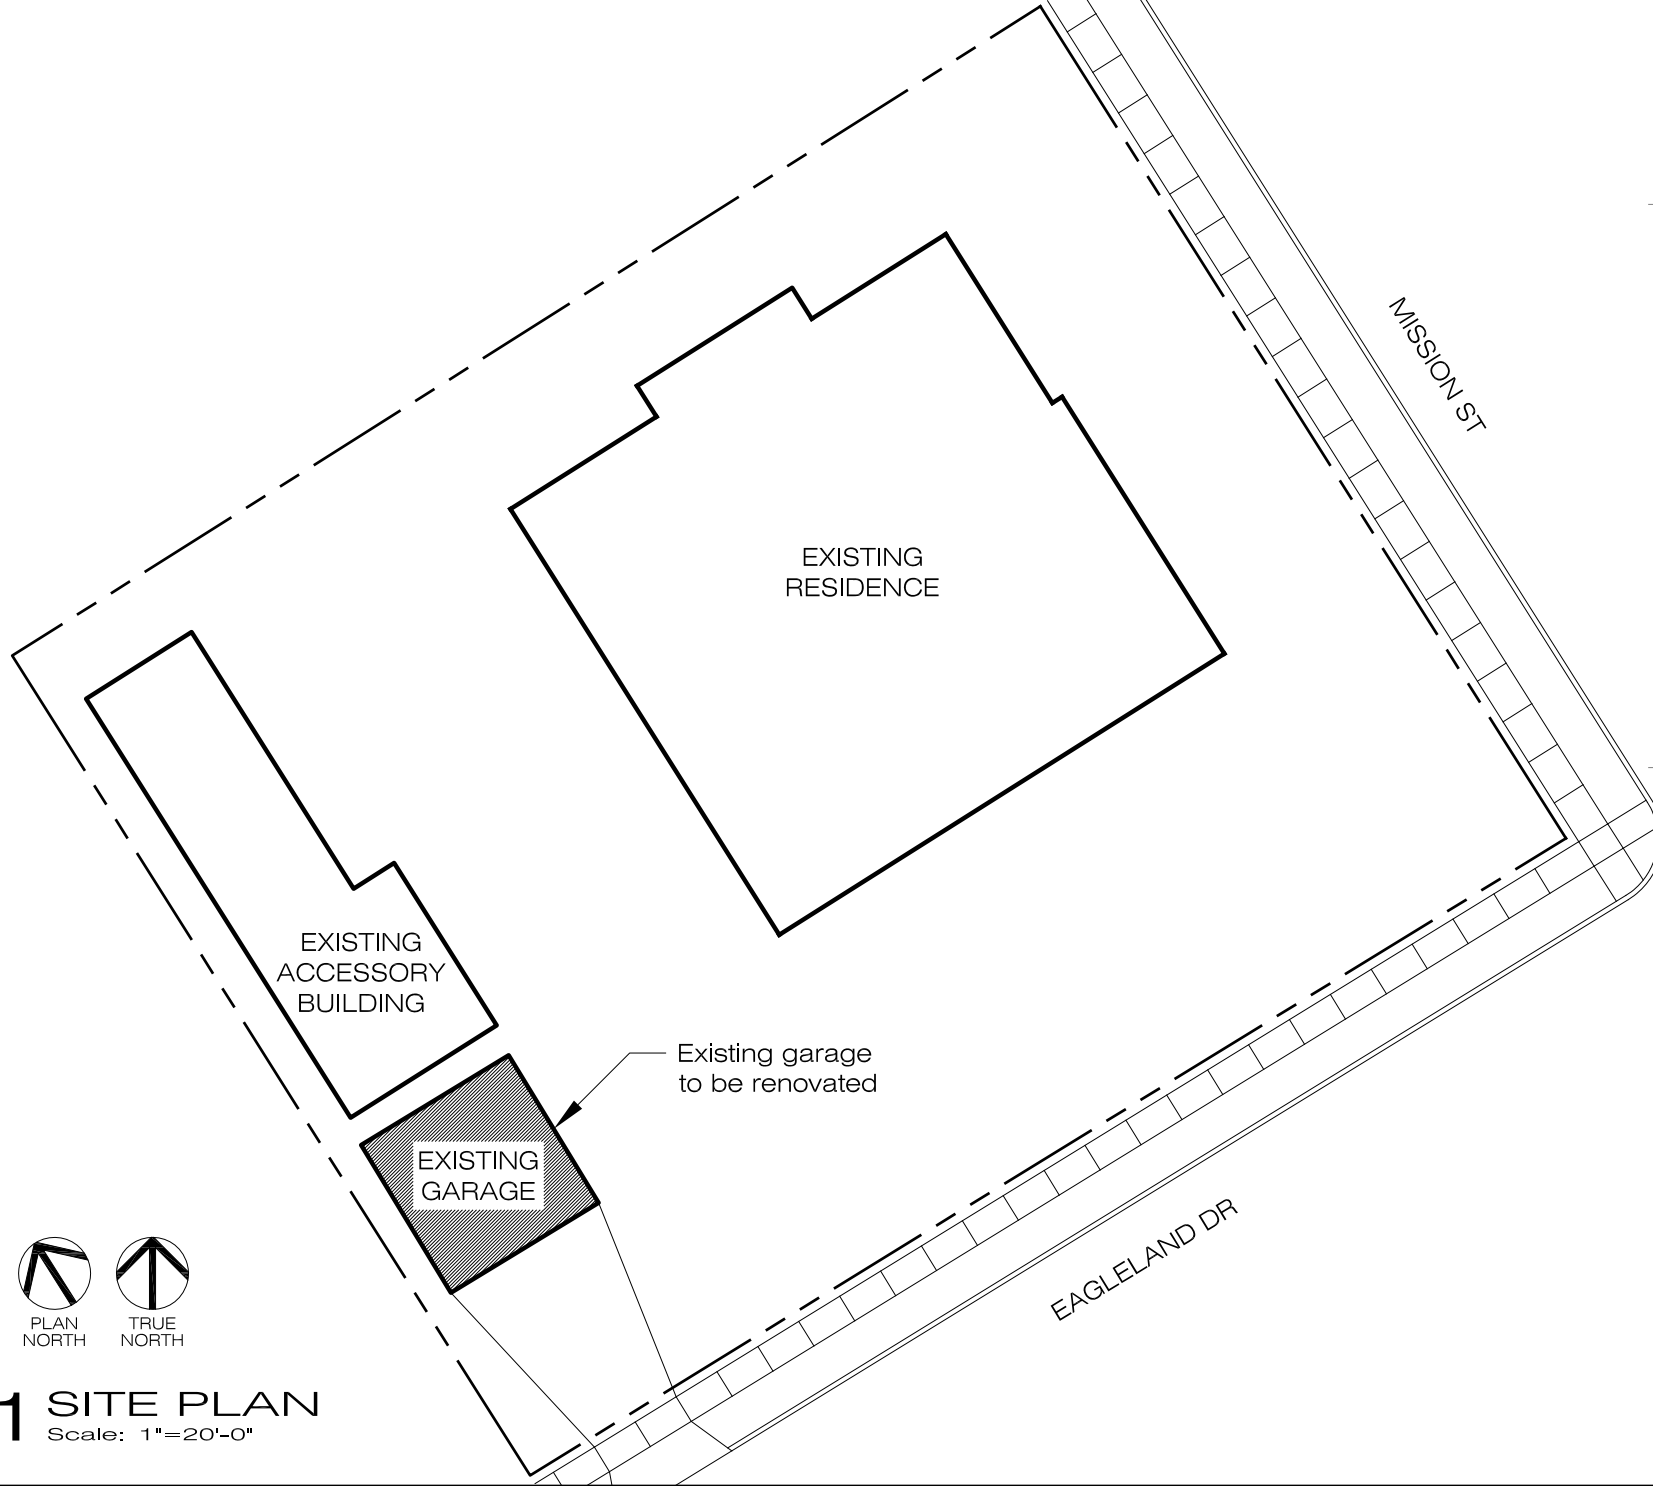 MISSION ST
EXISTING
RESIDENCE
EXISTING
ACCESSORY
BUILDING
Existing garage
to be renovated
EXISTING
GARAGE
EAGLELAND DR
PLAN
NORTH
TRUE
NORTH
1 SITE PLAN
Scale: 1"=20'-0"